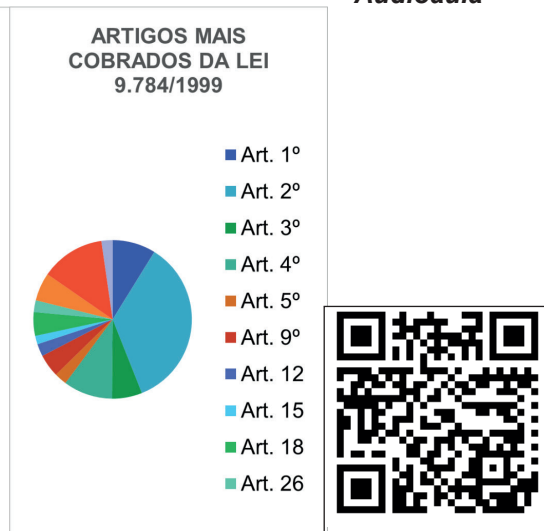 ARTIGOS MAIS
COBRADOS DA LEI
9.784/1999
Art. 1º
Art. 2º
Art. 3º
Art. 4º
Art. 5º
Art. 9º
Art. 12
Art. 15
Art. 18
Art. 26